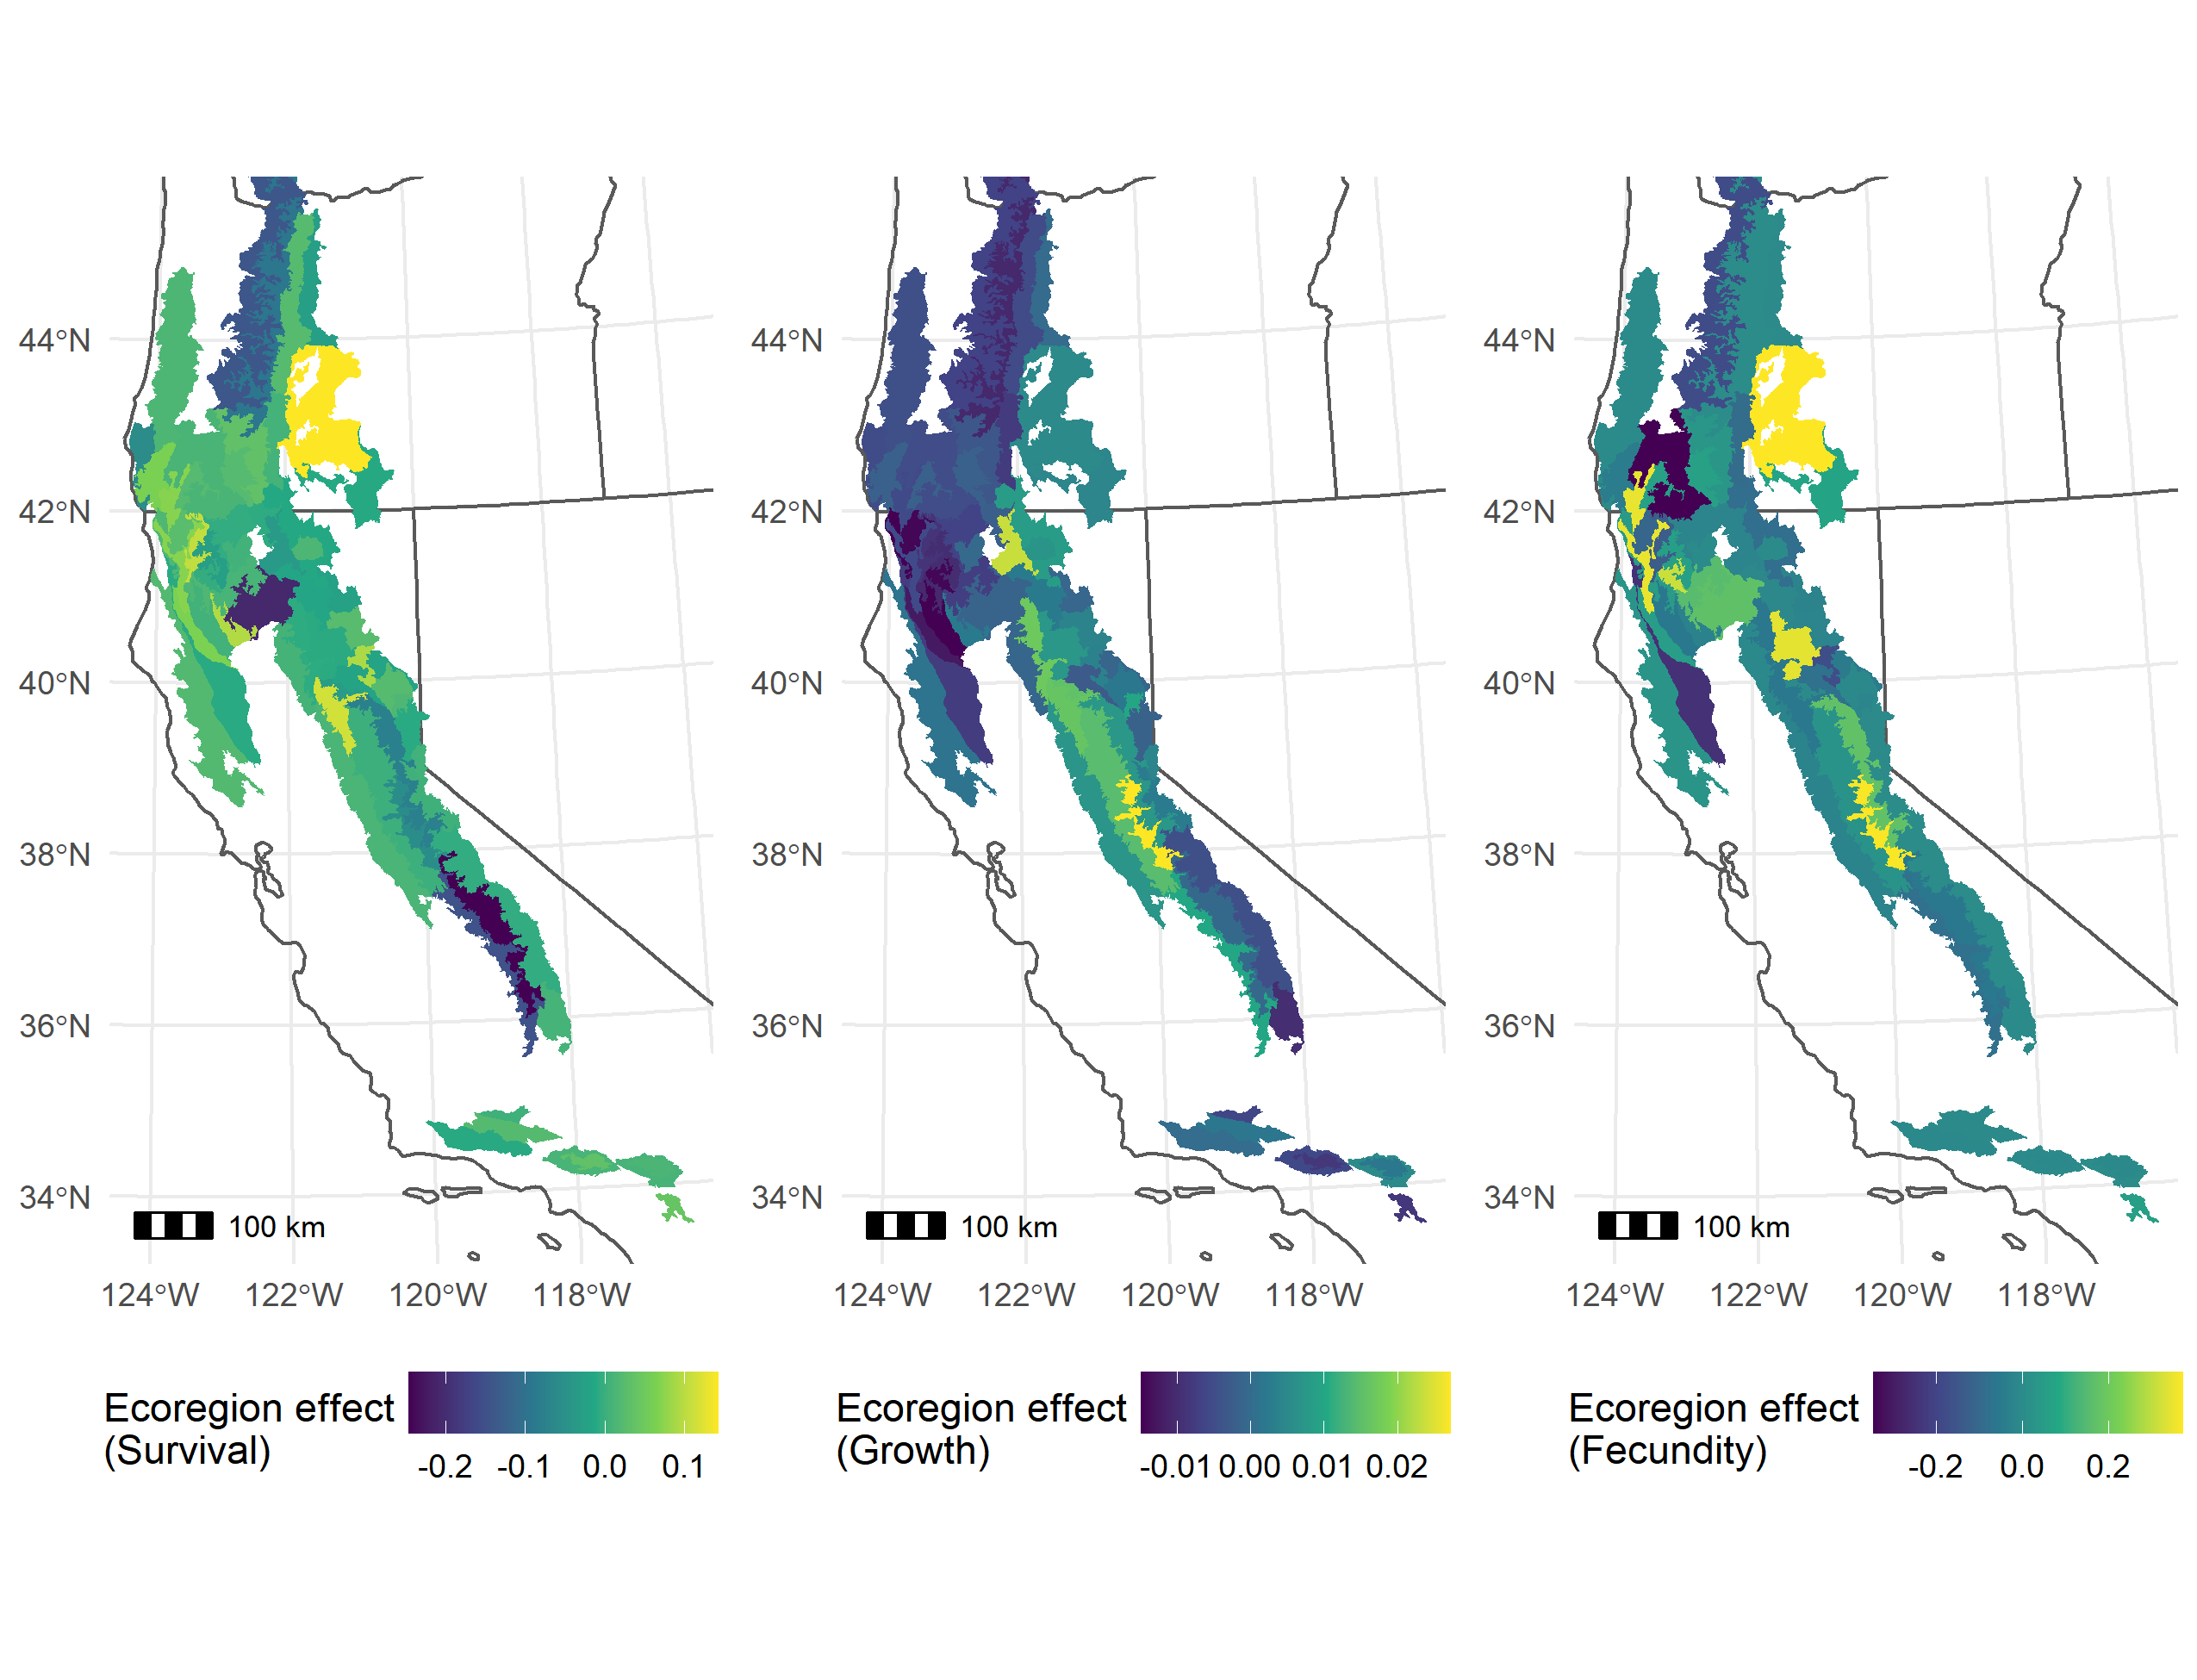 44°N
42°N
40°N
38°N
36°N
34°N
100 km
124°W 122°W 120°W 118°W
Ecoregion effect
(Survival)
-0.2 -0.1 0.0 0.1
44°N
42°N
40°N
38°N
36°N
34°N
100 km
124°W 122°W 120°W 118°W
Ecoregion effect
(Growth)
-0.01 0.00 0.01 0.02
44°N
42°N
40°N
38°N
36°N
34°N
100 km
124°W 122°W 120°W 118°W
Ecoregion effect
(Fecundity)
-0.2 0.0 0.2